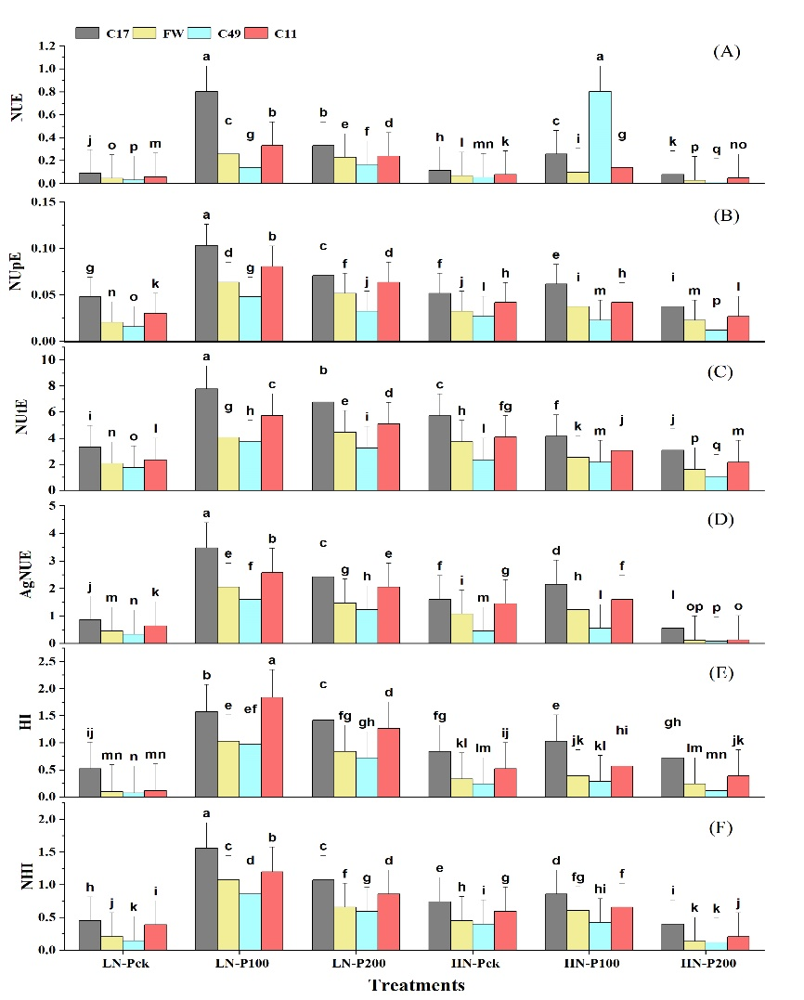 C17 FW C49 C11
(A)
NUE
1.2
1.0
0.8
0.6
0.4
0.2
0.0
j o p m a c g b b e f d h l mn k c i a g k p q no
(B)
NUpE
0.15
0.10
0.05
0.00
g n o k a d g b c f j d f j l h e i m h i m p l
(C)
NUtE
10
8
6
4
2
0
i n o l a g h c b e i d c h l fg f k m j j p q m
(D)
AgNUE
5
4
3
2
1
0
j m n k a e f b c g h e f i m g d h l f l op p o
(E)
HI
2.5
2.0
1.5
1.0
0.5
0.0
ij mn n mn b e ef a c fg gh d fg kl lm ij e jk kl hi gh lm mn jk
(F)
NHI
2.0
1.5
1.0
0.5
0.0
h j k i a c d b c f g d e h i g d fg hi f i k k j
LN-Pck LN-P100 LN-P200 HN-Pck HN-P100 HN-P200
Treatments